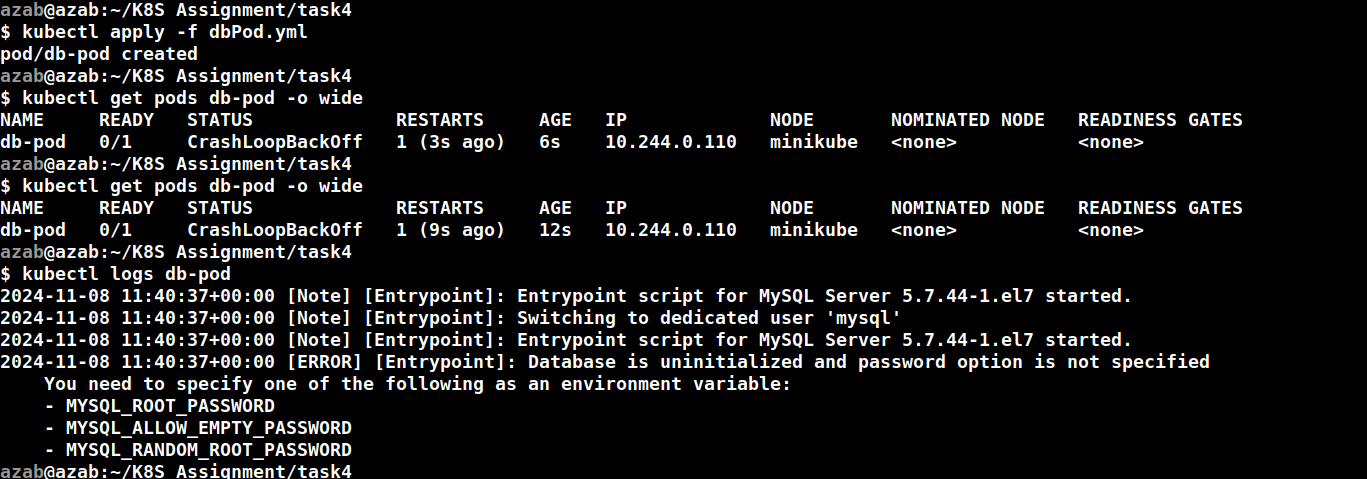 azab@azab:~/K8S Assignment/task4
$ kubectl apply -f dbPod.yml
pod/db-pod created
azab@azab:~/K8S Assignment/task4
$ kubectl get pods db-pod -o wide
NAME     READY   STATUS             RESTARTS     AGE   IP             NODE       NOMINATED NODE   READINESS GATES
db-pod   0/1     CrashLoopBackOff   1 (3s ago)   6s    10.244.0.110   minikube   <none>           <none>
azab@azab:~/K8S Assignment/task4
$ kubectl get pods db-pod -o wide
NAME     READY   STATUS             RESTARTS     AGE   IP             NODE       NOMINATED NODE   READINESS GATES
db-pod   0/1     CrashLoopBackOff   1 (9s ago)   12s   10.244.0.110   minikube   <none>           <none>
azab@azab:~/K8S Assignment/task4
$ kubectl logs db-pod
2024-11-08 11:40:37+00:00 [Note] [Entrypoint]: Entrypoint script for MySQL Server 5.7.44-1.el7 started.
2024-11-08 11:40:37+00:00 [Note] [Entrypoint]: Switching to dedicated user 'mysql'
2024-11-08 11:40:37+00:00 [Note] [Entrypoint]: Entrypoint script for MySQL Server 5.7.44-1.el7 started.
2024-11-08 11:40:37+00:00 [ERROR] [Entrypoint]: Database is uninitialized and password option is not specified
    You need to specify one of the following as an environment variable:
    - MYSQL_ROOT_PASSWORD
    - MYSQL_ALLOW_EMPTY_PASSWORD
    - MYSQL_RANDOM_ROOT_PASSWORD
azab@azab:~/K8S Assignment/task4